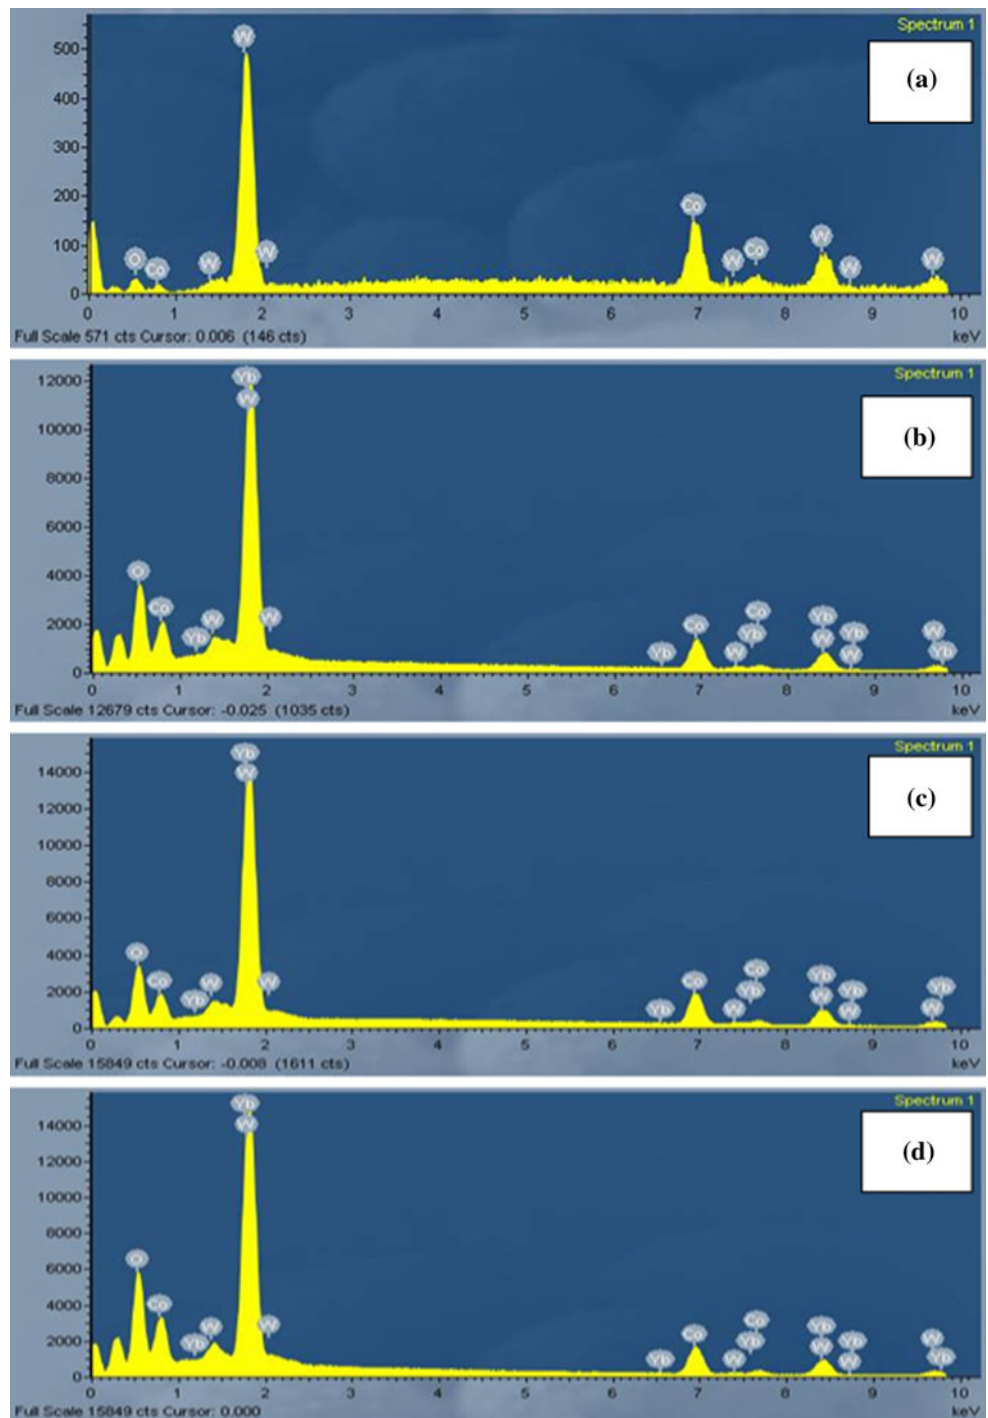 Spectrum 1
(a)
500
400
300
200
100
0
W
O
Co
W
W
Co
W
Co
W
W
W
0 1 2 3 4 5 6 7 8 9 10
Full Scale 571 cts Cursor: 0.006 (146 cts)
keV
Spectrum 1
(b)
12000
10000
8000
6000
4000
2000
0
Yb
W
O
Co
Yb
W
W
Yb
Co
W
Yb
Co
Yb
W
Yb
W
W
Yb
0 1 2 3 4 5 6 7 8 9 10
Full Scale 12679 cts Cursor: -0.025 (1035 cts)
keV
Spectrum 1
(c)
14000
12000
10000
8000
6000
4000
2000
0
Yb
W
O
Co
Yb
W
W
Yb
Co
W
Yb
Co
Yb
W
Yb
W
Yb
W
0 1 2 3 4 5 6 7 8 9 10
Full Scale 15849 cts Cursor: -0.008 (1611 cts)
keV
Spectrum 1
(d)
14000
12000
10000
8000
6000
4000
2000
0
Yb
W
O
Co
Yb
W
W
Yb
Co
W
Yb
Co
Yb
W
Yb
W
W
Yb
0 1 2 3 4 5 6 7 8 9 10
Full Scale 15849 cts Cursor: 0.000
keV